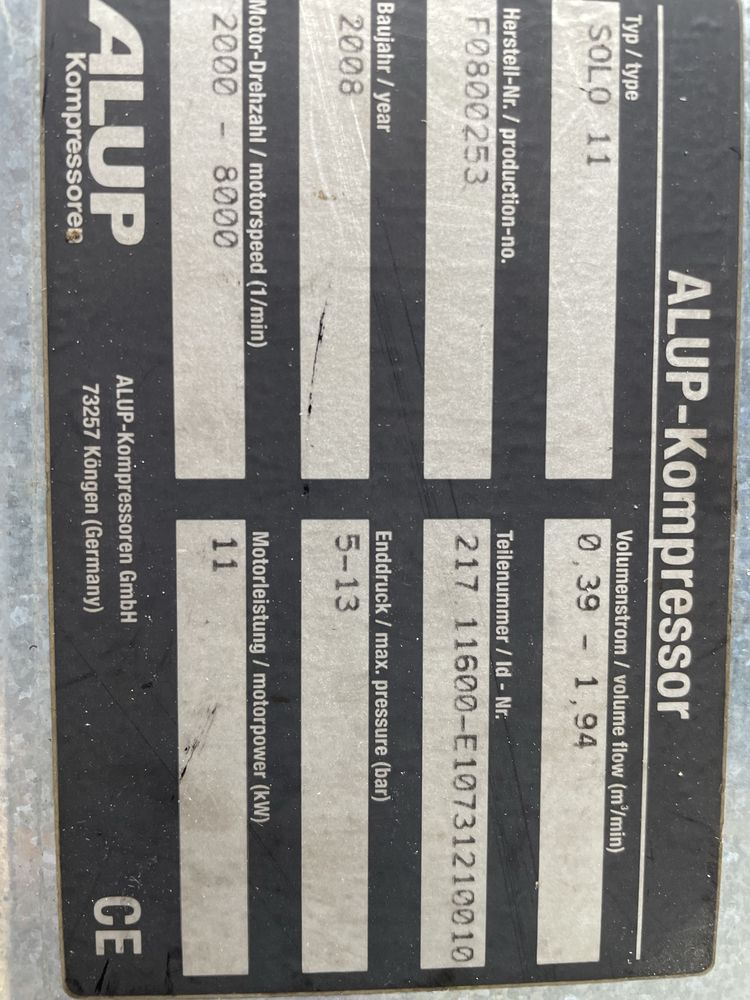 ALUP-Kompressor
Typ / type
SOLO 11
Volumenstrom / volume flow (m³/min)
0,39 - 1,94
Herstell-Nr. / production-no.
F0800253
Teilenummer / Id - Nr.
217.11600-E10731210010
Baujahr / year
2008
Enddruck / max. pressure (bar)
5-13
Motor-Drehzahl / motorspeed (1/min)
2000 - 8000
Motorleistung / motorpower (kW)
11
ALUP
Kompressoren
ALUP-Kompressoren GmbH
73257 Köngen (Germany)
CE